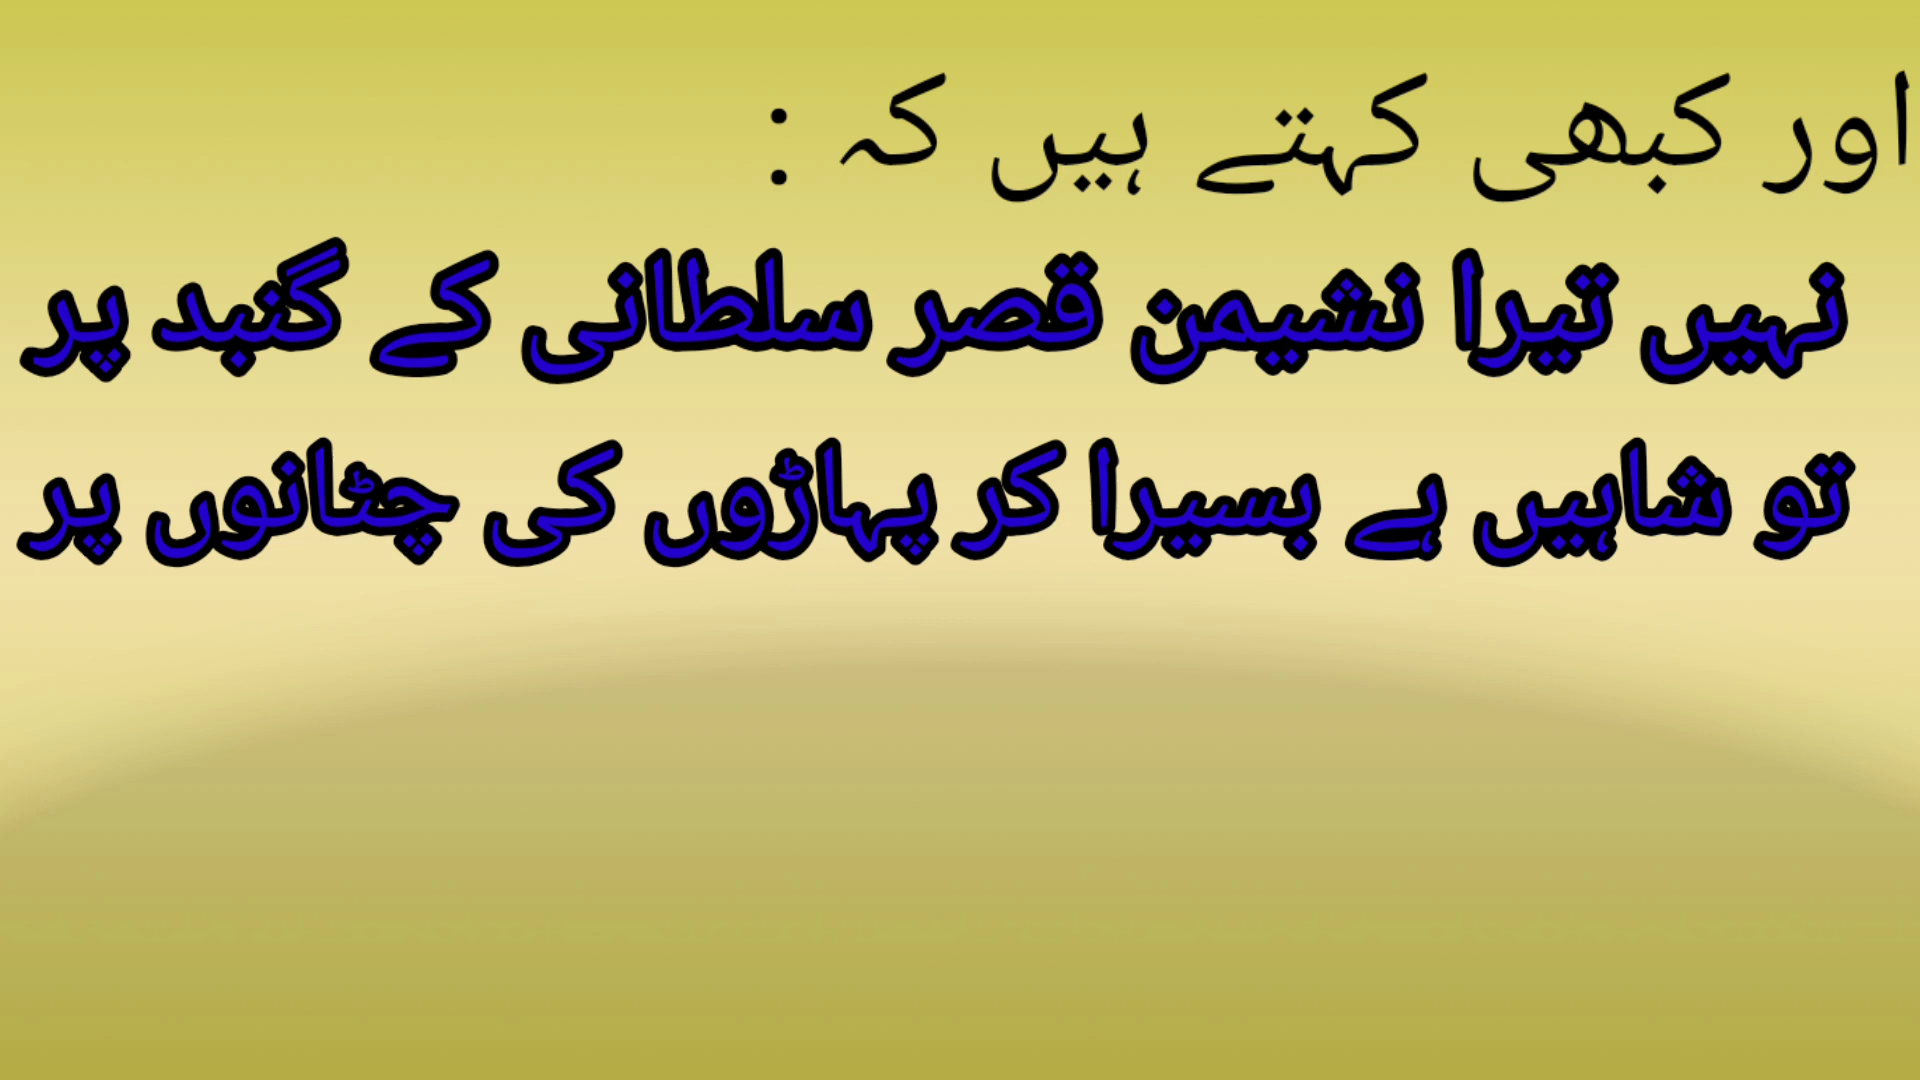 اور کبھی کہتے ہیں کہ :
نہیں تیرا نشیمن قصر سلطانی کے گنبد پر
تو شاہیں ہے بسیرا کر پہاڑوں کی چٹانوں پر